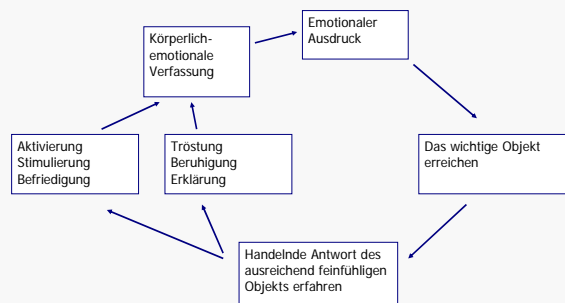 Körperlich-
emotionale
Verfassung
Emotionaler
Ausdruck
Aktivierung
Stimulierung
Befriedigung
Tröstung
Beruhigung
Erklärung
Das wichtige Objekt
erreichen
Handelnde Antwort des
ausreichend feinfühligen
Objekts erfahren